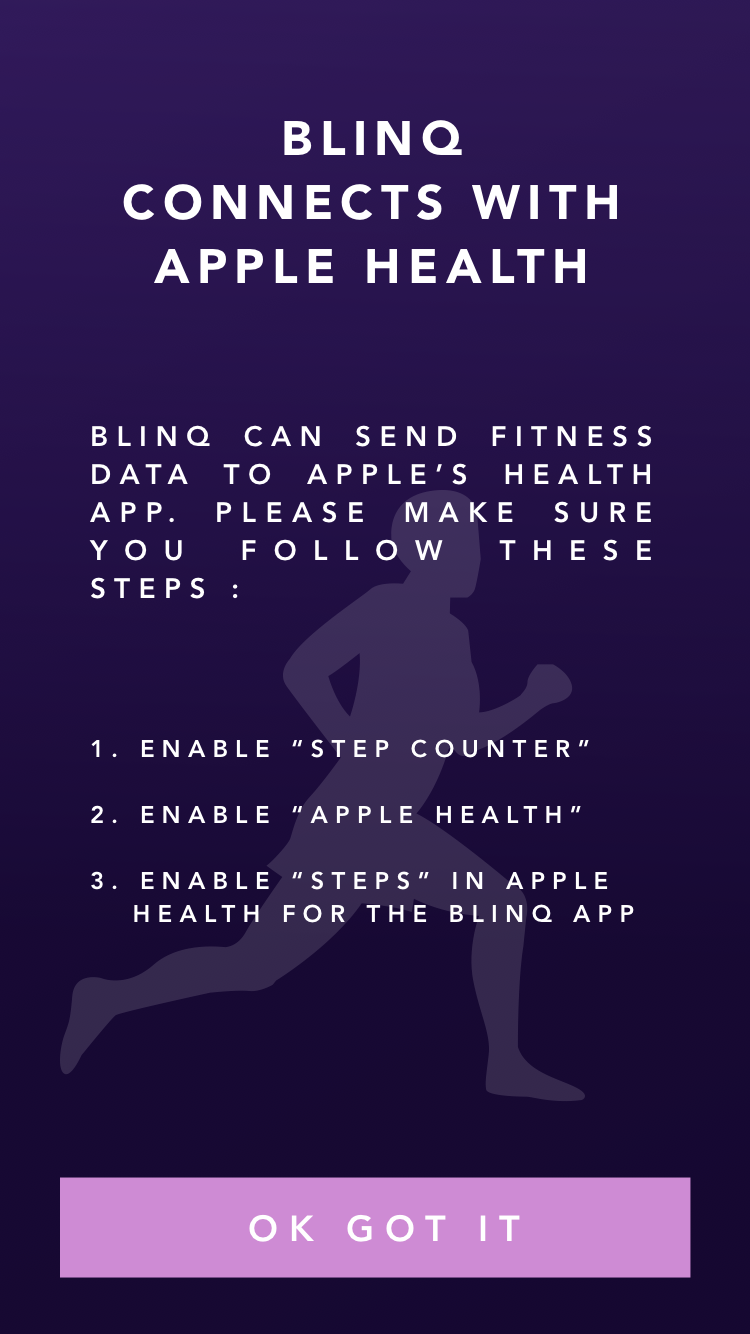 BLINQ
CONNECTS WITH
APPLE HEALTH
BLINQ CAN SEND FITNESS
DATA TO APPLE’S HEALTH
APP. PLEASE MAKE SURE
YOU FOLLOW THESE
STEPS :
1. ENABLE “STEP COUNTER”
2. ENABLE “APPLE HEALTH”
3. ENABLE “STEPS” IN APPLE
HEALTH FOR THE BLINQ APP
OK GOT IT